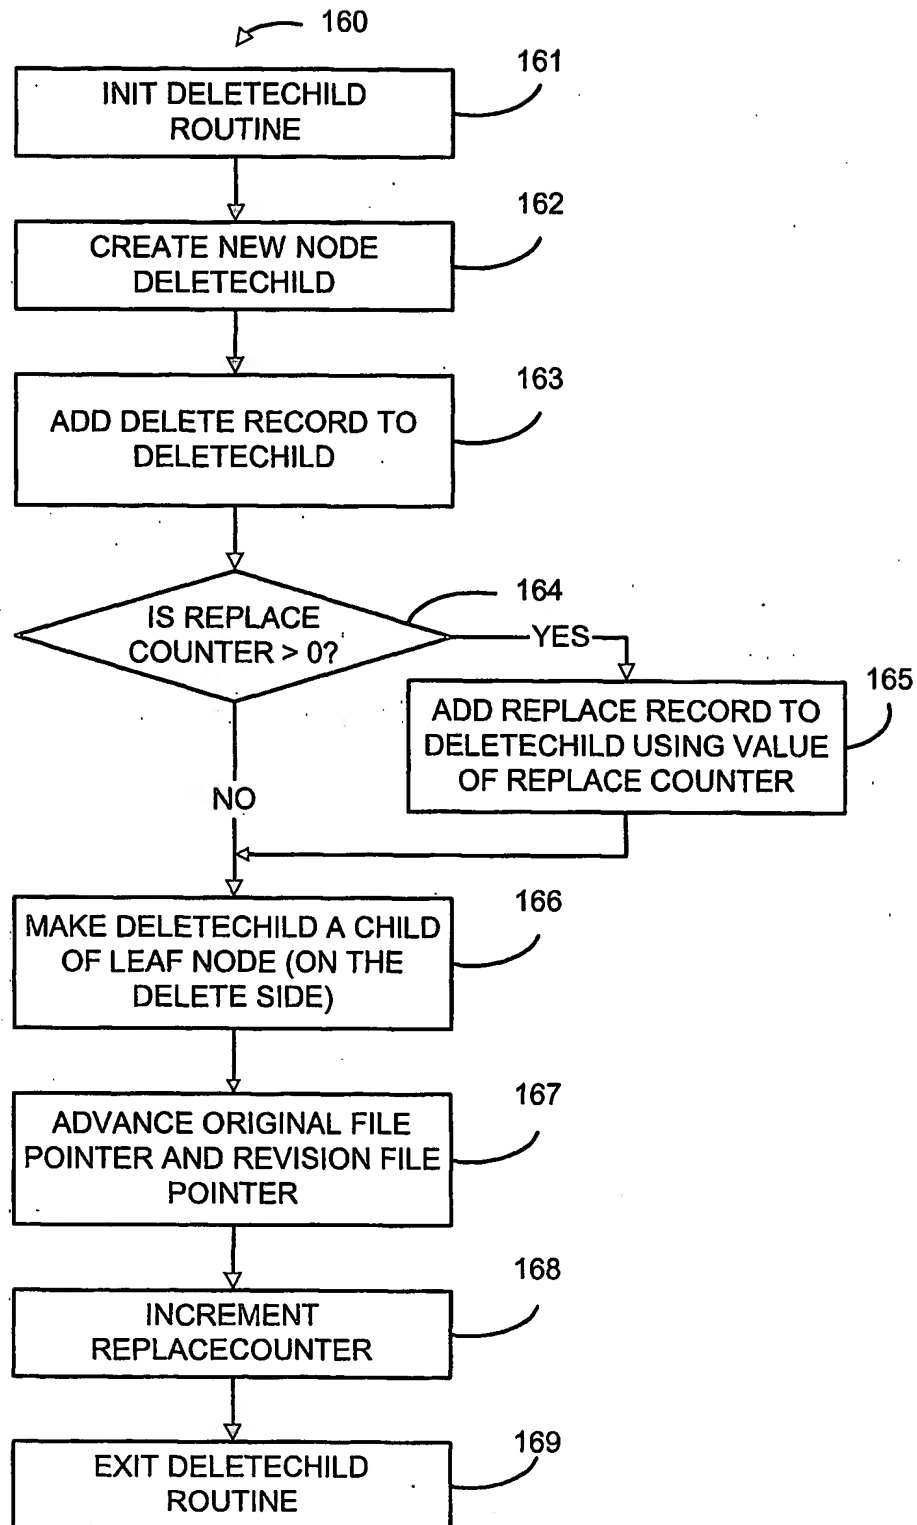 160
161
INIT DELETECHILD
ROUTINE
162
CREATE NEW NODE
DELETECHILD
163
ADD DELETE RECORD TO
DELETECHILD
164
IS REPLACE
COUNTER > 0?
YES
165
ADD REPLACE RECORD TO
DELETECHILD USING VALUE
OF REPLACE COUNTER
NO
166
MAKE DELETECHILD A CHILD
OF LEAF NODE (ON THE
DELETE SIDE)
167
ADVANCE ORIGINAL FILE
POINTER AND REVISION FILE
POINTER
168
INCREMENT
REPLACECOUNTER
169
EXIT DELETECHILD
ROUTINE